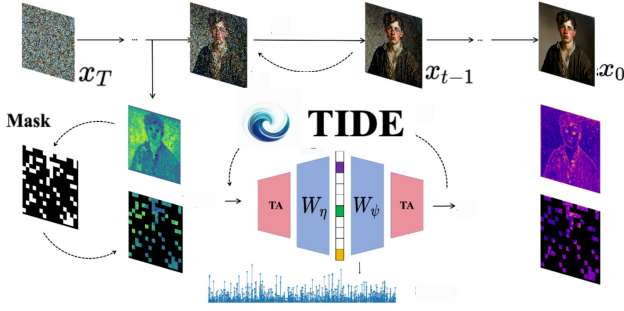 x_T
x_{t-1}
x_0
Mask
TIDE
TA
W_η
W_ψ
TA